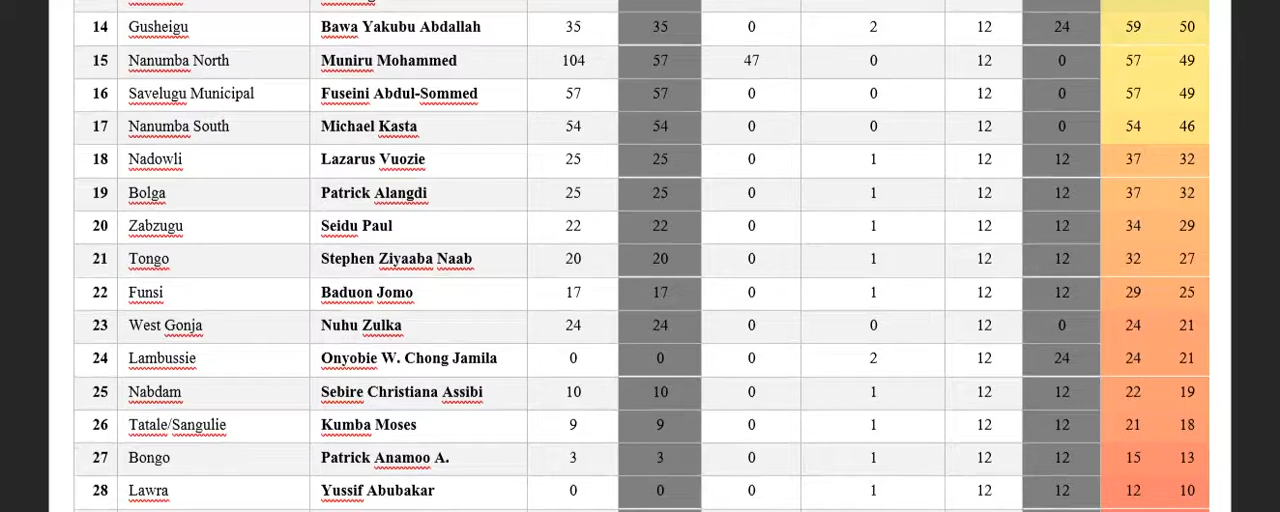 14 Gusheigu Bawa Yakubu Abdallah 35 35 0 2 12 24 59 50
15 Nanumba North Muniru Mohammed 104 57 47 0 12 0 57 49
16 Savelugu Municipal Fuseini Abdul-Sommed 57 57 0 0 12 0 57 49
17 Nanumba South Michael Kasta 54 54 0 0 12 0 54 46
18 Nadowli Lazarus Vuozie 25 25 0 1 12 12 37 32
19 Bolga Patrick Alangdi 25 25 0 1 12 12 37 32
20 Zabzugu Seidu Paul 22 22 0 1 12 12 34 29
21 Tongo Stephen Ziyaaba Naab 20 20 0 1 12 12 32 27
22 Funsi Baduon Jomo 17 17 0 1 12 12 29 25
23 West Gonja Nuhu Zulka 24 24 0 0 12 0 24 21
24 Lambussie Onyobie W. Chong Jamila 0 0 0 2 12 24 24 21
25 Nabdam Sebire Christiana Assibi 10 10 0 1 12 12 22 19
26 Tatale/Sangulie Kumba Moses 9 9 0 1 12 12 21 18
27 Bongo Patrick Anamoo A. 3 3 0 1 12 12 15 13
28 Lawra Yussif Abubakar 0 0 0 1 12 12 12 10